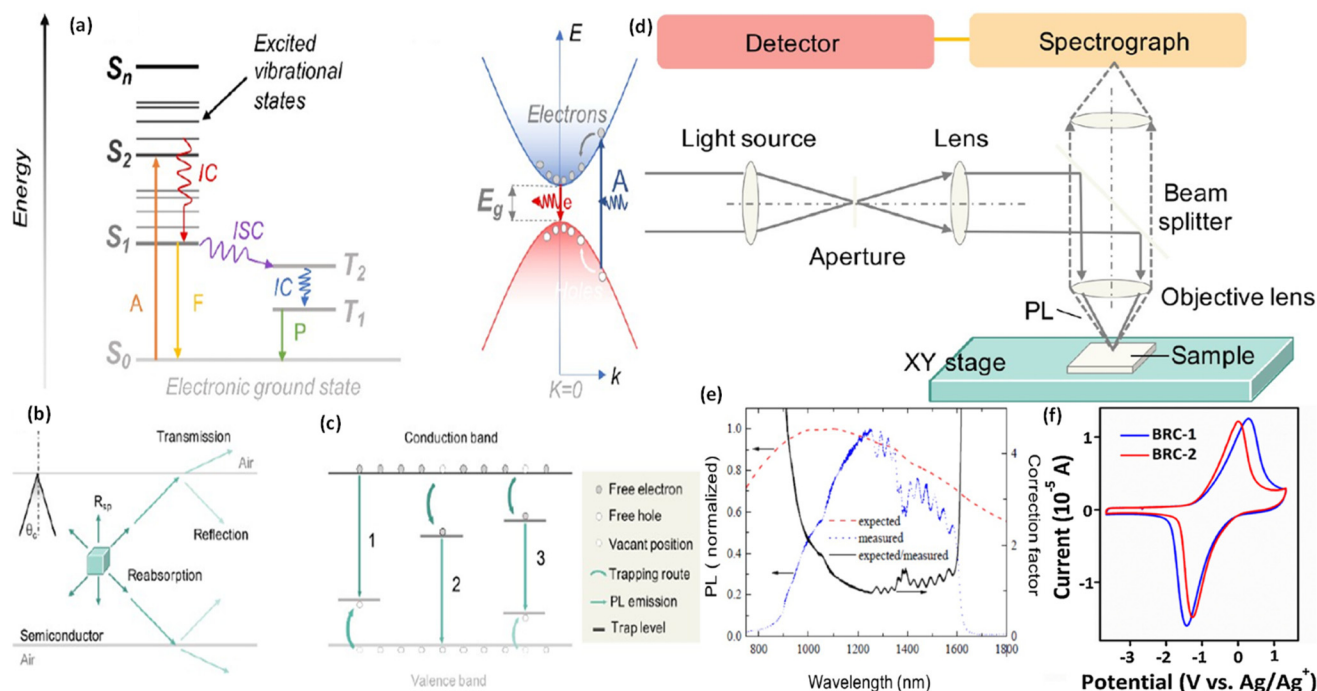 (a)
Energy
Sn
Excited
vibrational
states
S2
IC
S1
ISC
T2
IC
T1
A
F
P
S0
Electronic ground state
E
Electrons
Eg
e
A
Holes
K=0
k
(d)
Detector
Spectrograph
Light source
Lens
Beam
splitter
Aperture
Objective lens
PL
Sample
XY stage
(b)
Transmission
Air
θc
Rsp
Reflection
Reabsorption
Semiconductor
Air
(c)
Conduction band
1
2
3
Valence band
Free electron
Free hole
Vacant position
Trapping route
PL emission
Trap level
(e)
PL ( normalized)
1.0
0.8
0.6
0.4
0.2
0.0
expected
measured
expected/measured
4
2
0
Correction factor
800 1000 1200 1400 1600 1800
Wavelength (nm)
(f)
BRC-1
BRC-2
Current (10-5 A)
1
0
-1
-3 -2 -1 0 1
Potential (V vs. Ag/Ag+)